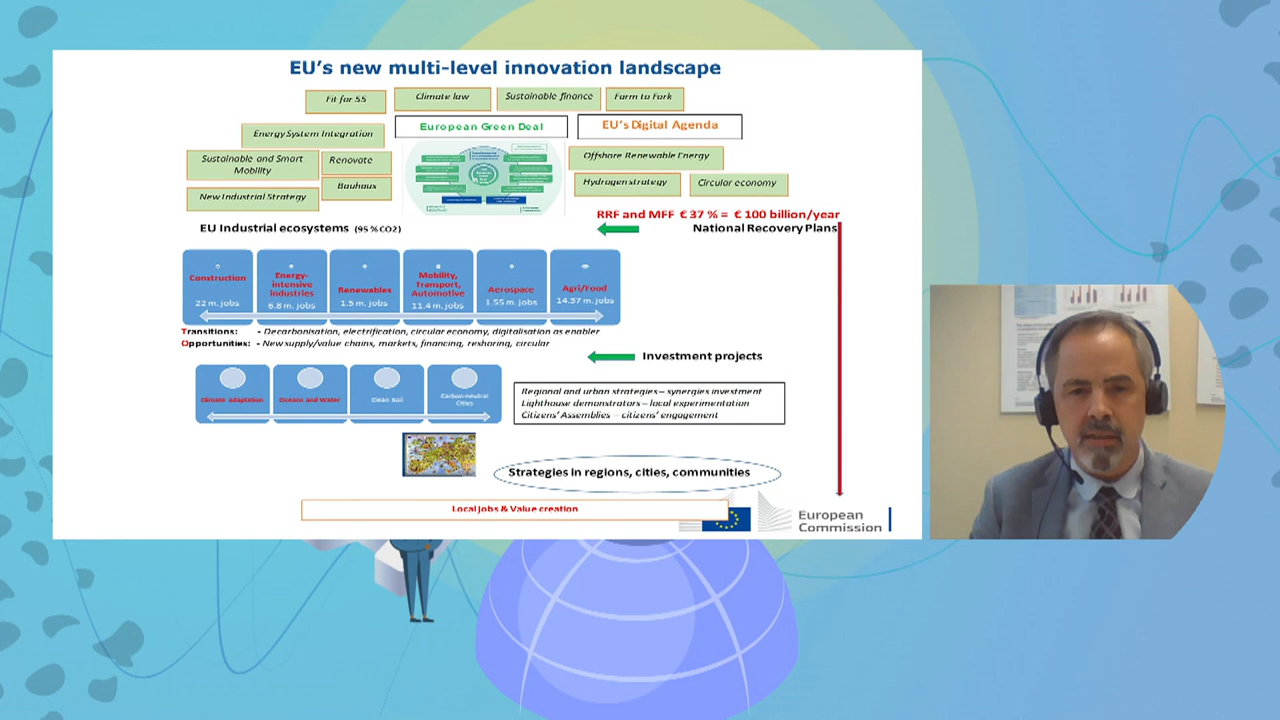 EU's new multi-level innovation landscape
Fit for 55
Climate law
Sustainable finance
Farm to Fork
European Green Deal
EU's Digital Agenda
Energy System Integration
Sustainable and Smart
Mobility
Renovate
Offshore Renewable Energy
New Industrial Strategy
Bauhaus
Hydrogen strategy
Circular economy
RRF and MFF € 37 % = € 100 billion/year
EU Industrial ecosystems (95 % CO2)
National Recovery Plans
Construction
22 m. jobs
Energy-
intensive
industries
6.8 m. jobs
Renewables
1.5 m. jobs
Mobility,
Transport,
Automotive
11.4 m. jobs
Aerospace
1.55 m. jobs
Agri/Food
14.57 m. jobs
Transitions: - Decarbonisation, electrification, circular economy, digitalisation as enabler
Opportunities: - New supply/value chains, markets, financing, reshoring, circular
Investment projects
Climate adaptation
Oceans and Water
Clean Soil
Carbon-neutral
Cities
Regional and urban strategies – synergies investment
Lighthouse demonstrators – local experimentation
Citizens' Assemblies – citizens' engagement
Strategies in regions, cities, communities
Local Jobs & Value creation
European
Commission